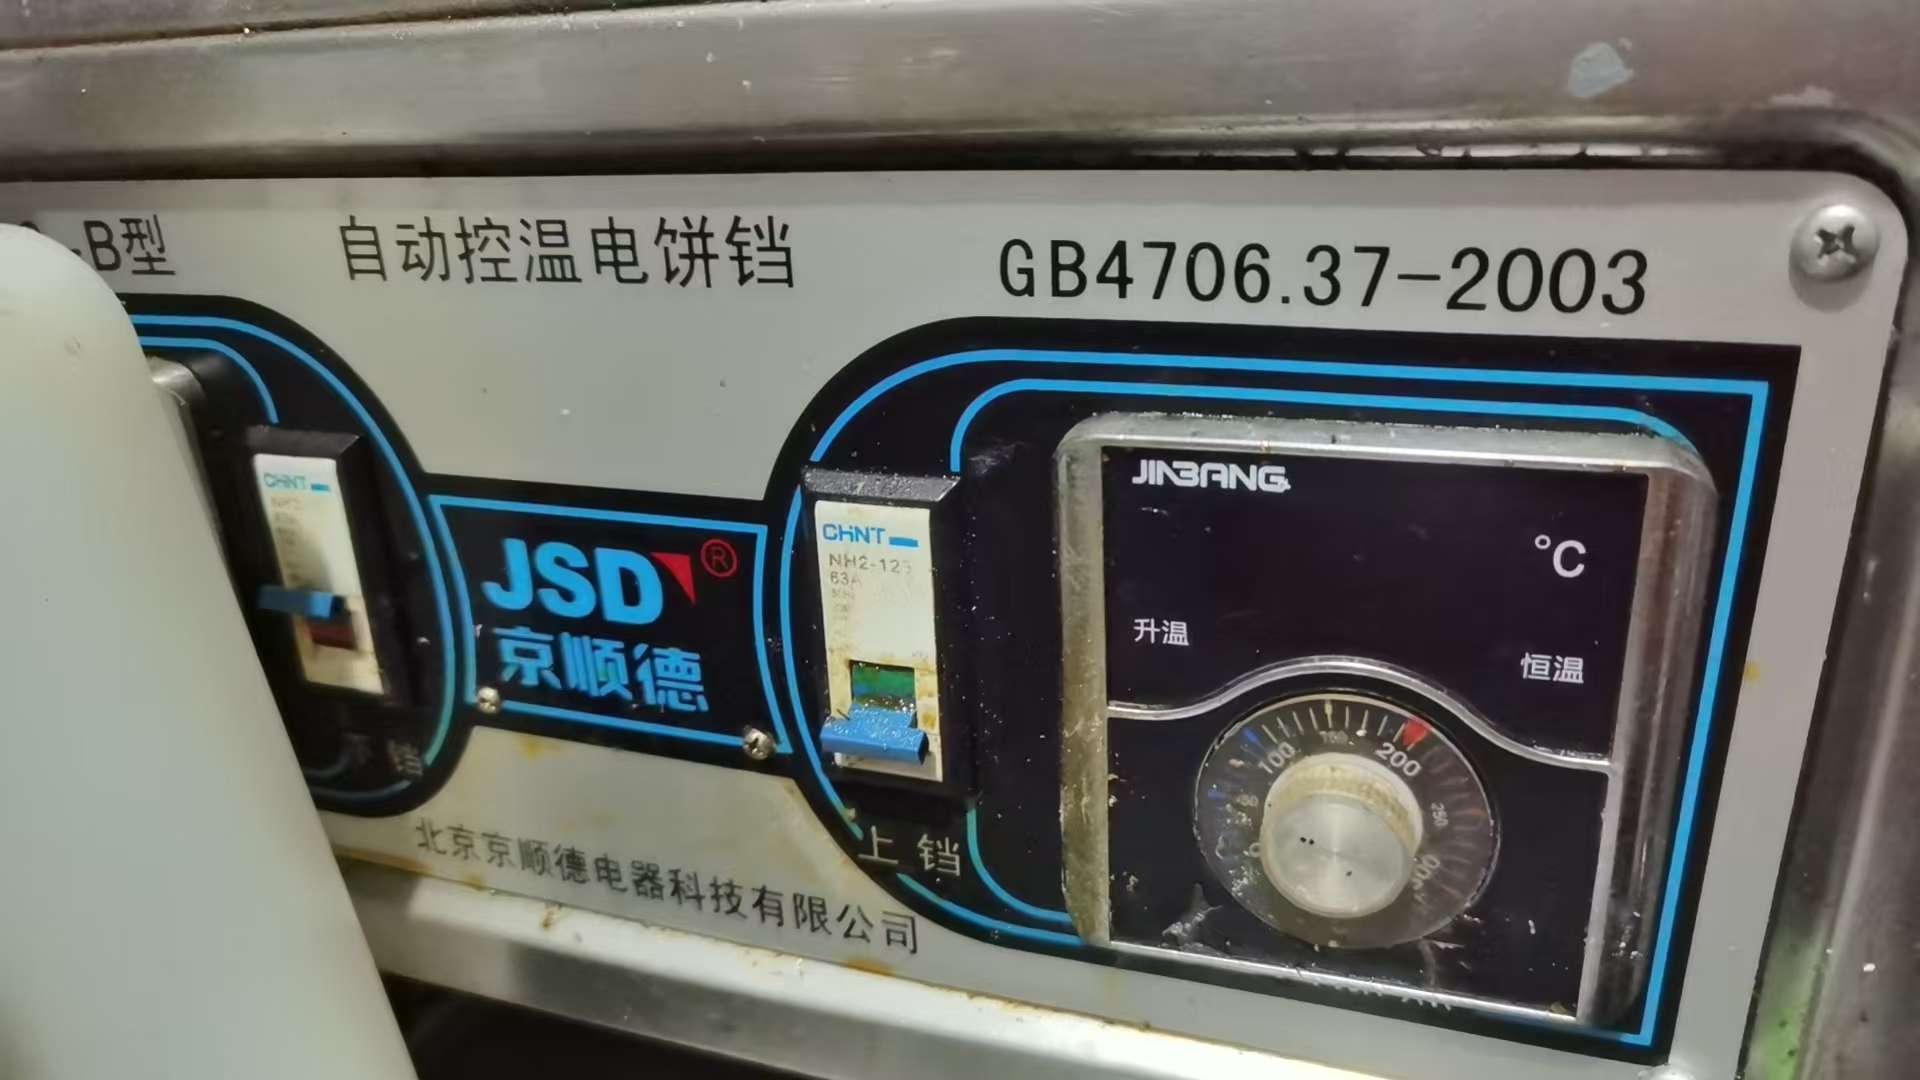 -B型
自动控温电饼铛
GB4706.37-2003
CHNT
NH2
JSD®
京顺德
CHNT
NH2-125
63A
上 铛
JINBANG
°C
升温
恒温
100
150
200
250
300
北京京顺德电器科技有限公司